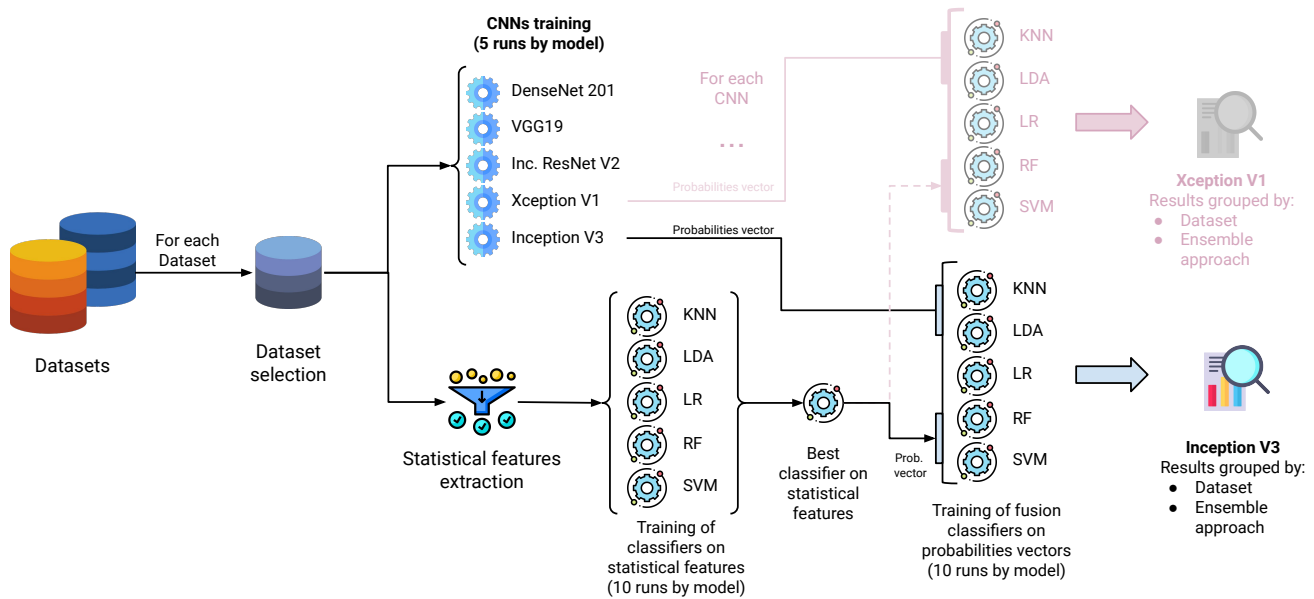 CNNs training
(5 runs by model)
DenseNet 201
VGG19
Inc. ResNet V2
Xception V1
Inception V3
For each
CNN
...
Probabilities vector
Probabilities vector
KNN
LDA
LR
RF
SVM
Xception V1
Results grouped by:
● Dataset
● Ensemble
approach
For each
Dataset
Datasets
Dataset
selection
Statistical features
extraction
KNN
LDA
LR
RF
SVM
Training of
classifiers on
statistical features
(10 runs by model)
Best
classifier on
statistical
features
Prob.
vector
KNN
LDA
LR
RF
SVM
Training of fusion
classifiers on
probabilities vectors
(10 runs by model)
Inception V3
Results grouped by:
● Dataset
● Ensemble
approach